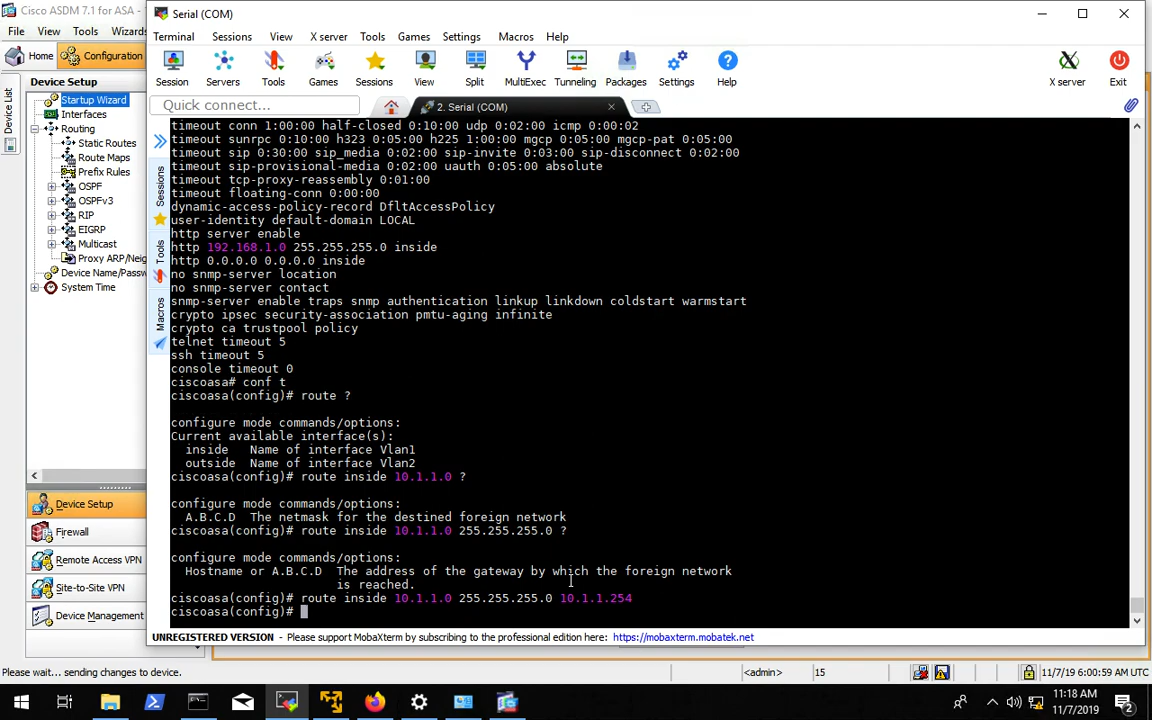 Cisco ASDM 7.1 for ASA
File View Tools Wizards
Home Configuration
Device List
Device Setup
Startup Wizard
Interfaces
Routing
Static Routes
Route Maps
Prefix Rules
OSPF
OSPFv3
RIP
EIGRP
Multicast
Proxy ARP/Neig
Device Name/Passw
System Time
Device Setup
Firewall
Remote Access VPN
Site-to-Site VPN
Device Management
Serial (COM)
Terminal Sessions View X server Tools Games Settings Macros Help
Session Servers Tools Games Sessions View Split MultiExec Tunneling Packages Settings Help X server Exit
Quick connect...
2. Serial (COM)
Sessions
Tools
Macros
timeout conn 1:00:00 half-closed 0:10:00 udp 0:02:00 icmp 0:00:02
timeout sunrpc 0:10:00 h323 0:05:00 h225 1:00:00 mgcp 0:05:00 mgcp-pat 0:05:00
timeout sip 0:30:00 sip_media 0:02:00 sip-invite 0:03:00 sip-disconnect 0:02:00
timeout sip-provisional-media 0:02:00 uauth 0:05:00 absolute
timeout tcp-proxy-reassembly 0:01:00
timeout floating-conn 0:00:00
dynamic-access-policy-record DfltAccessPolicy
user-identity default-domain LOCAL
http server enable
http 192.168.1.0 255.255.255.0 inside
http 0.0.0.0 0.0.0.0 inside
no snmp-server location
no snmp-server contact
snmp-server enable traps snmp authentication linkup linkdown coldstart warmstart
crypto ipsec security-association pmtu-aging infinite
crypto ca trustpool policy
telnet timeout 5
ssh timeout 5
console timeout 0
ciscoasa# conf t
ciscoasa(config)# route ?
configure mode commands/options:
Current available interface(s):
inside Name of interface Vlan1
outside Name of interface Vlan2
ciscoasa(config)# route inside 10.1.1.0 ?
configure mode commands/options:
A.B.C.D The netmask for the destined foreign network
ciscoasa(config)# route inside 10.1.1.0 255.255.255.0 ?
configure mode commands/options:
Hostname or A.B.C.D The address of the gateway by which the foreign network
is reached.
ciscoasa(config)# route inside 10.1.1.0 255.255.255.0 10.1.1.254
ciscoasa(config)#
UNREGISTERED VERSION - Please support MobaXterm by subscribing to the professional edition here: https://mobaxterm.mobatek.net
Please wait... sending changes to device.
<admin> 15 11/7/19 6:00:59 AM UTC
11:18 AM
11/7/2019
2